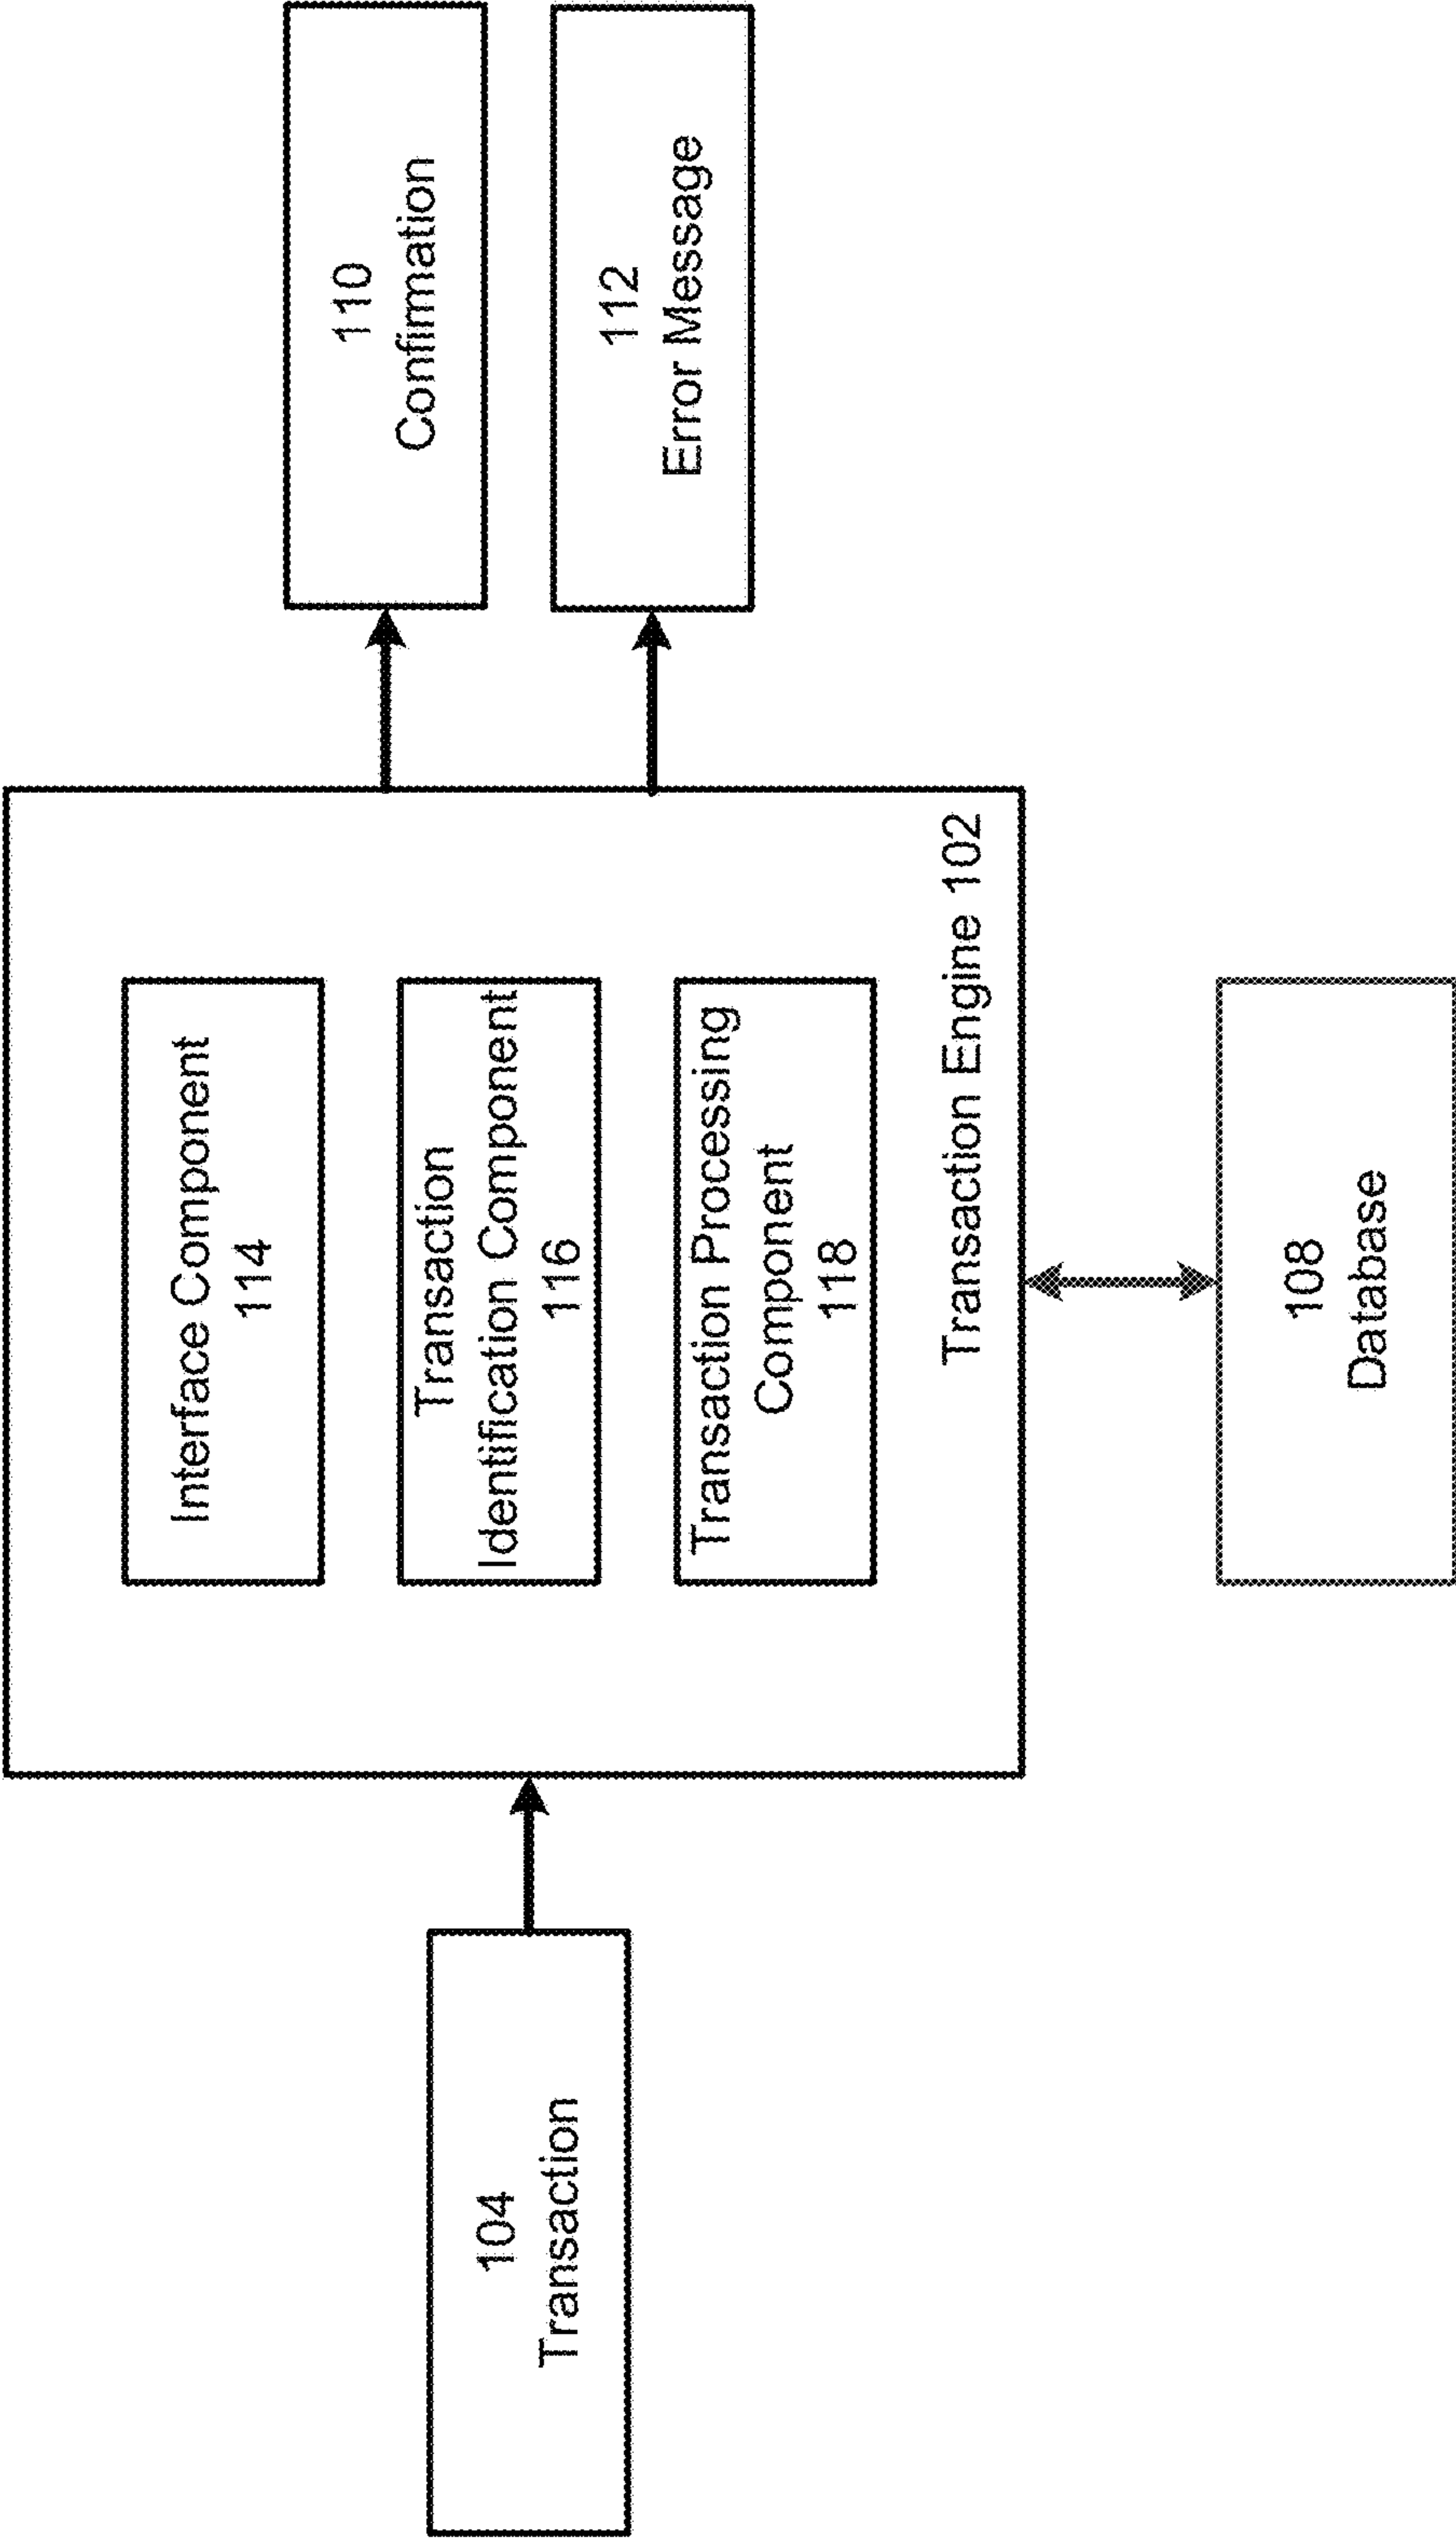 104
Transaction
Interface Component
114
Transaction
Identification Component
116
Transaction Processing
Component
118
Transaction Engine 102
108
Database
110
Confirmation
112
Error Message